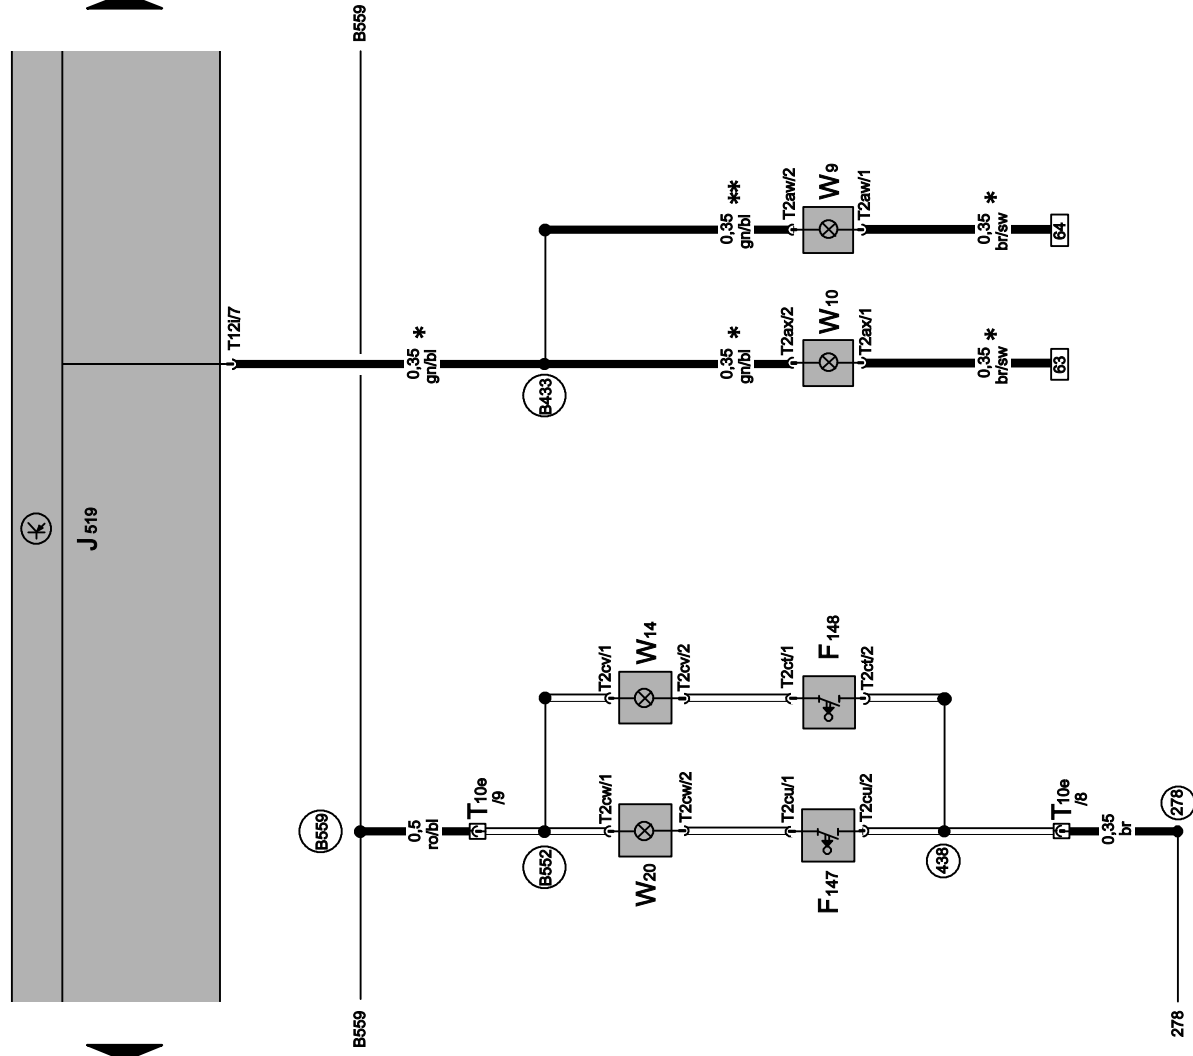 J519
B559
B559
T12i/7
0,35
gn/bl
*
B433
0,35
gn/bl
**
T2aw/2
W9
T2aw/1
0,35
br/sw
*
64
0,35
gn/bl
*
T2ax/2
W10
T2ax/1
0,35
br/sw
*
63
B559
0,5
ro/bl
T10e
/9
B552
T2cw/1
W20
T2cw/2
T2cu/1
F147
T2cu/2
438
T2cv/1
W14
T2cv/2
T2ct/1
F148
T2ct/2
T10e
/8
0,35
br
278
278